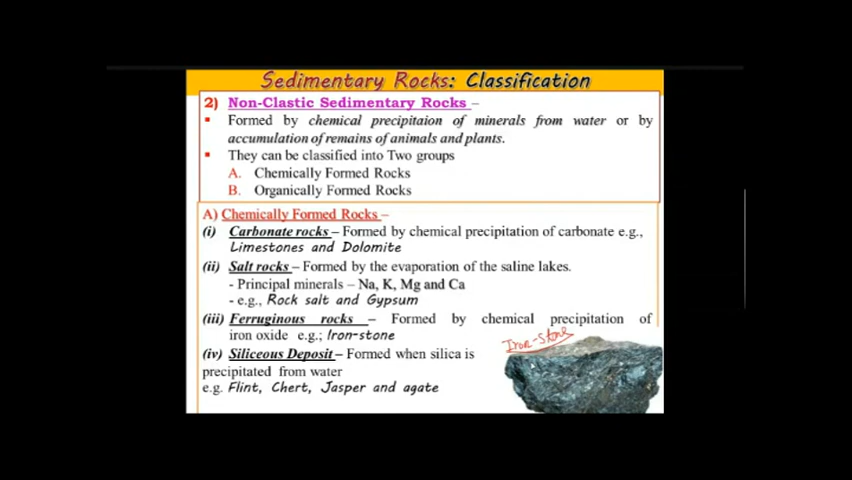 Sedimentary Rocks: Classification
2) Non-Clastic Sedimentary Rocks –
▪ Formed by chemical precipitaion of minerals from water or by
accumulation of remains of animals and plants.
▪ They can be classified into Two groups
A. Chemically Formed Rocks
B. Organically Formed Rocks
A) Chemically Formed Rocks –
(i) Carbonate rocks – Formed by chemical precipitation of carbonate e.g.,
Limestones and Dolomite
(ii) Salt rocks – Formed by the evaporation of the saline lakes.
- Principal minerals – Na, K, Mg and Ca
- e.g., Rock salt and Gypsum
(iii) Ferruginous rocks – Formed by chemical precipitation of
iron oxide e.g.; Iron-stone
Iron-Stone
(iv) Siliceous Deposit – Formed when silica is
precipitated from water
e.g. Flint, Chert, Jasper and agate